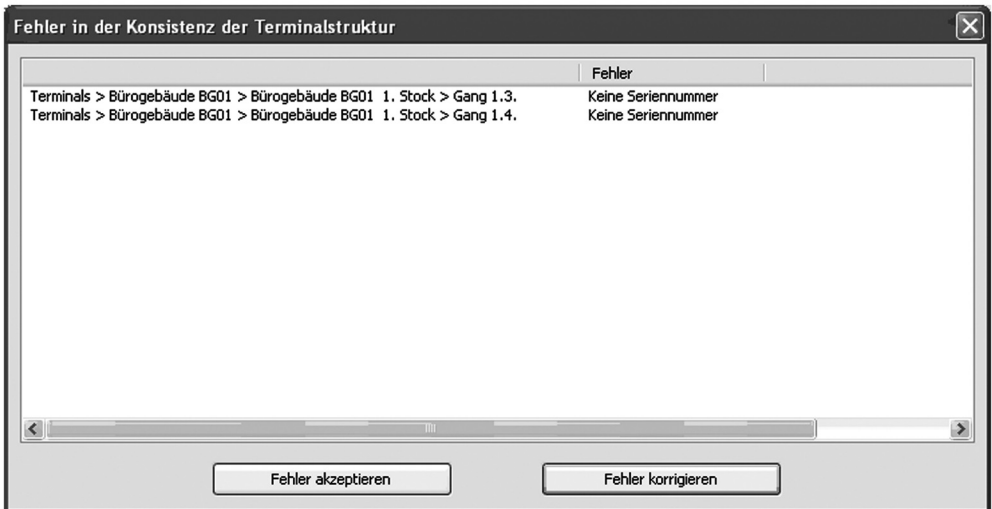 Fehler in der Konsistenz der Terminalstruktur
Fehler
Terminals > Bürogebäude BG01 > Bürogebäude BG01  1. Stock > Gang 1.3. Keine Seriennummer
Terminals > Bürogebäude BG01 > Bürogebäude BG01  1. Stock > Gang 1.4. Keine Seriennummer
Fehler akzeptieren Fehler korrigieren